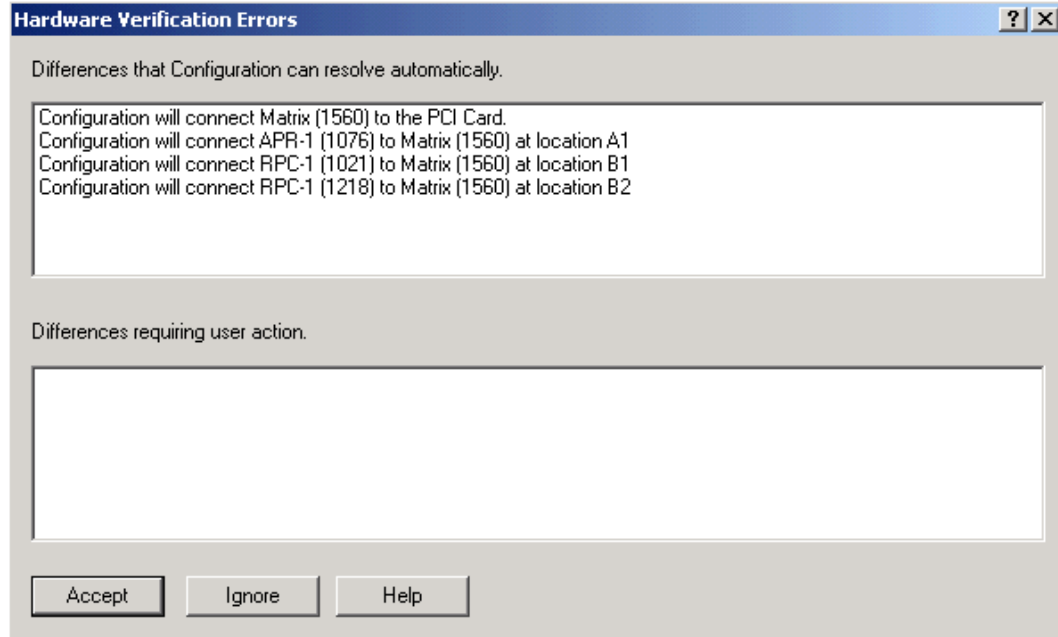 Hardware Verification Errors
Differences that Configuration can resolve automatically.
Configuration will connect Matrix (1560) to the PCI Card.
Configuration will connect APR-1 (1076) to Matrix (1560) at location A1
Configuration will connect RPC-1 (1021) to Matrix (1560) at location B1
Configuration will connect RPC-1 (1218) to Matrix (1560) at location B2
Differences requiring user action.
Accept Ignore Help